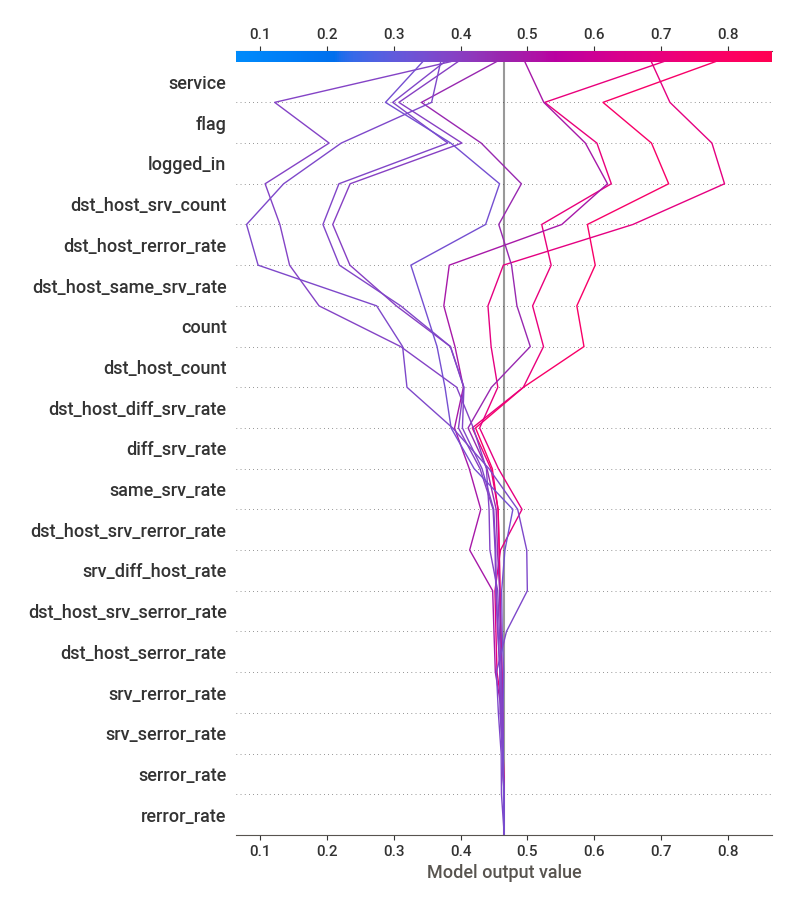 0.1 0.2 0.3 0.4 0.5 0.6 0.7 0.8
service
flag
logged_in
dst_host_srv_count
dst_host_rerror_rate
dst_host_same_srv_rate
count
dst_host_count
dst_host_diff_srv_rate
diff_srv_rate
same_srv_rate
dst_host_srv_rerror_rate
srv_diff_host_rate
dst_host_srv_serror_rate
dst_host_serror_rate
srv_rerror_rate
srv_serror_rate
serror_rate
rerror_rate
0.1 0.2 0.3 0.4 0.5 0.6 0.7 0.8
Model output value